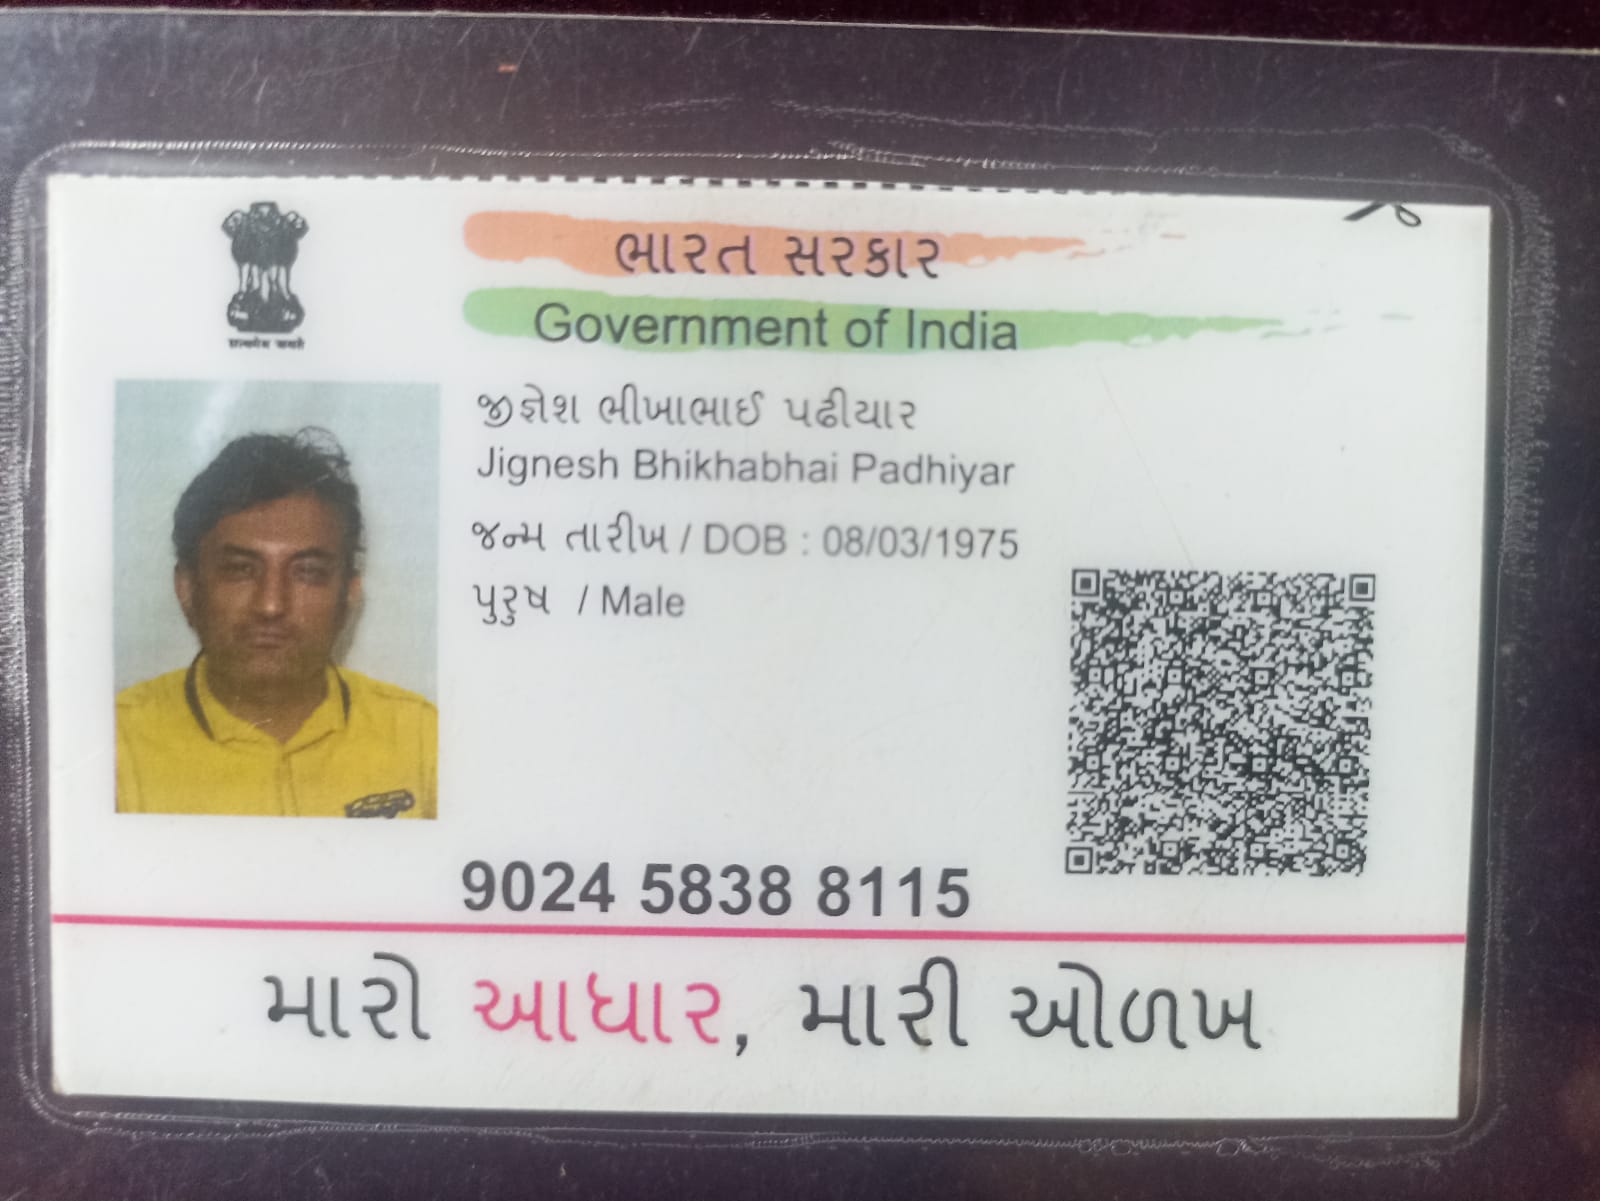 ભારત સરકાર
Government of India
सत्यमेव जयते
જીજ્ઞેશ ભીખાભાઈ પઢીયાર
Jignesh Bhikhabhai Padhiyar
જન્મ તારીખ / DOB : 08/03/1975
પુરુષ / Male
9024 5838 8115
મારો આધાર, મારી ઓળખ